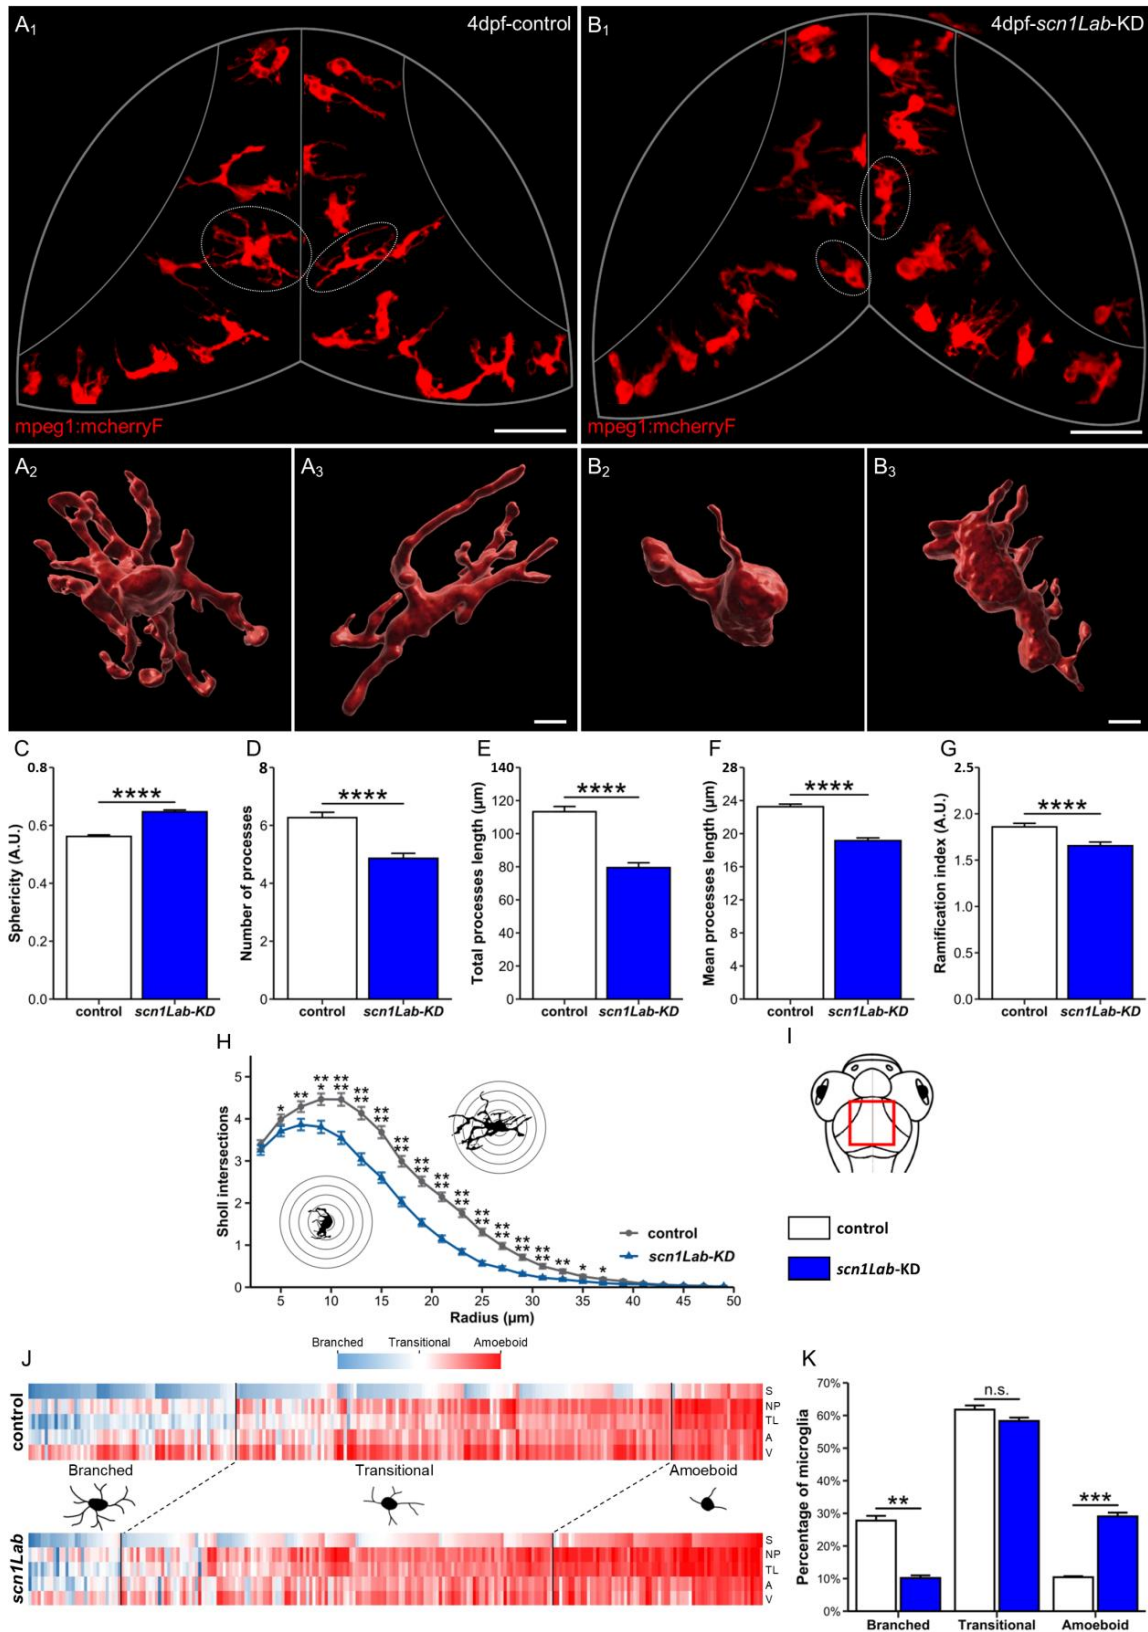 A1 4dpf-control
B1 4dpf-scn1Lab-KD
mpeg1:mcherryF
mpeg1:mcherryF
A2
A3
B2
B3
C
0.8
0.6
0.4
0.2
0.0
Sphericity (A.U.)
****
control scn1Lab-KD
D
8
6
4
2
0
Number of processes
****
control scn1Lab-KD
E
140
120
100
80
60
40
20
0
Total processes length (µm)
****
control scn1Lab-KD
F
28
24
20
16
12
8
4
0
Mean processes length (µm)
****
control scn1Lab-KD
G
2.5
2.0
1.5
1.0
0.5
0.0
Ramification index (A.U.)
****
control scn1Lab-KD
H
5
4
3
2
1
0
Sholl intersections
control
scn1Lab-KD
5 10 15 20 25 30 35 40 45 50
Radius (µm)
I
control
scn1Lab-KD
J
Branched Transitional Amoeboid
control
S
NP
TL
A
V
Branched Transitional Amoeboid
scn1Lab
S
NP
TL
A
V
K
70%
60%
50%
40%
30%
20%
10%
0%
Percentage of microglia
**
n.s.
***
Branched Transitional Amoeboid